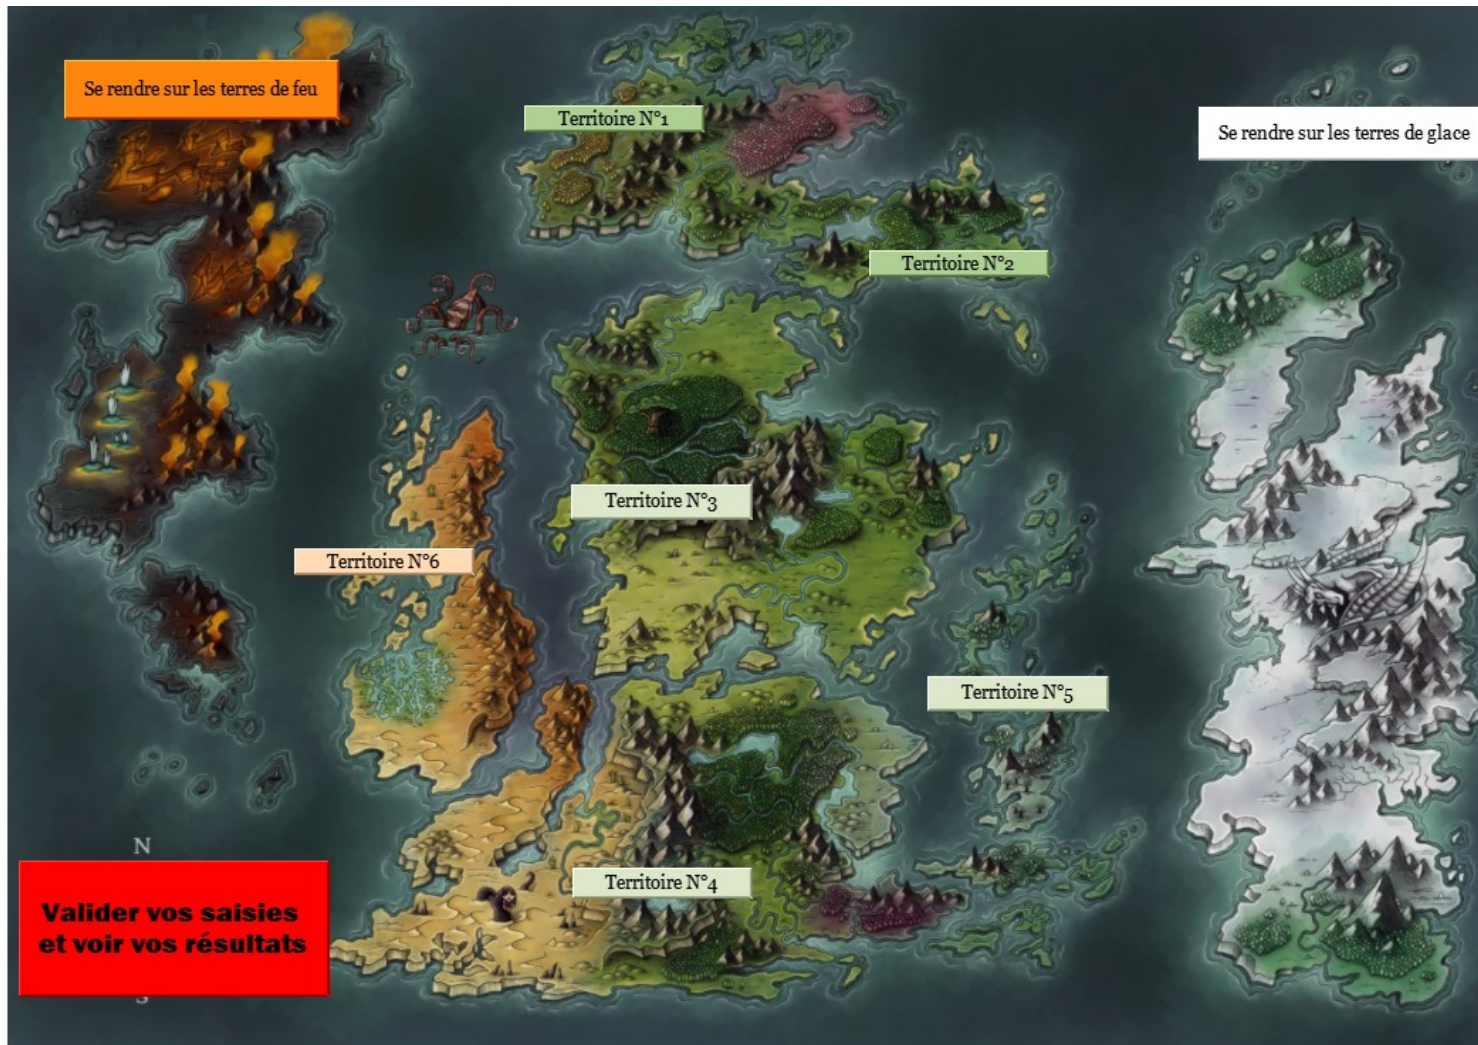 Se rendre sur les terres de feu
Territoire N°1
Se rendre sur les terres de glace
Territoire N°2
Territoire N°3
Territoire N°6
Territoire N°5
N
Territoire N°4
Valider vos saisies
et voir vos résultats
S